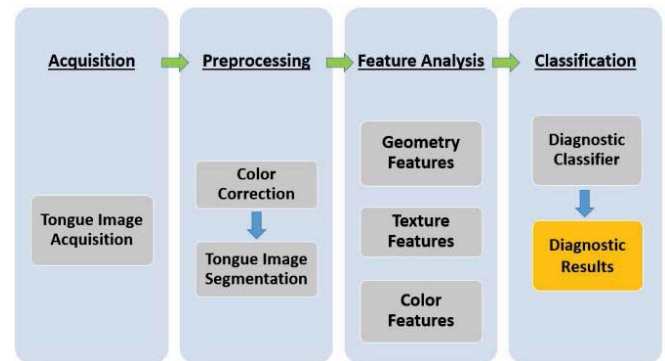 Acquisition
Preprocessing
Feature Analysis
Classification
Tongue Image
Acquisition
Color
Correction
Tongue Image
Segmentation
Geometry
Features
Texture
Features
Color
Features
Diagnostic
Classifier
Diagnostic
Results